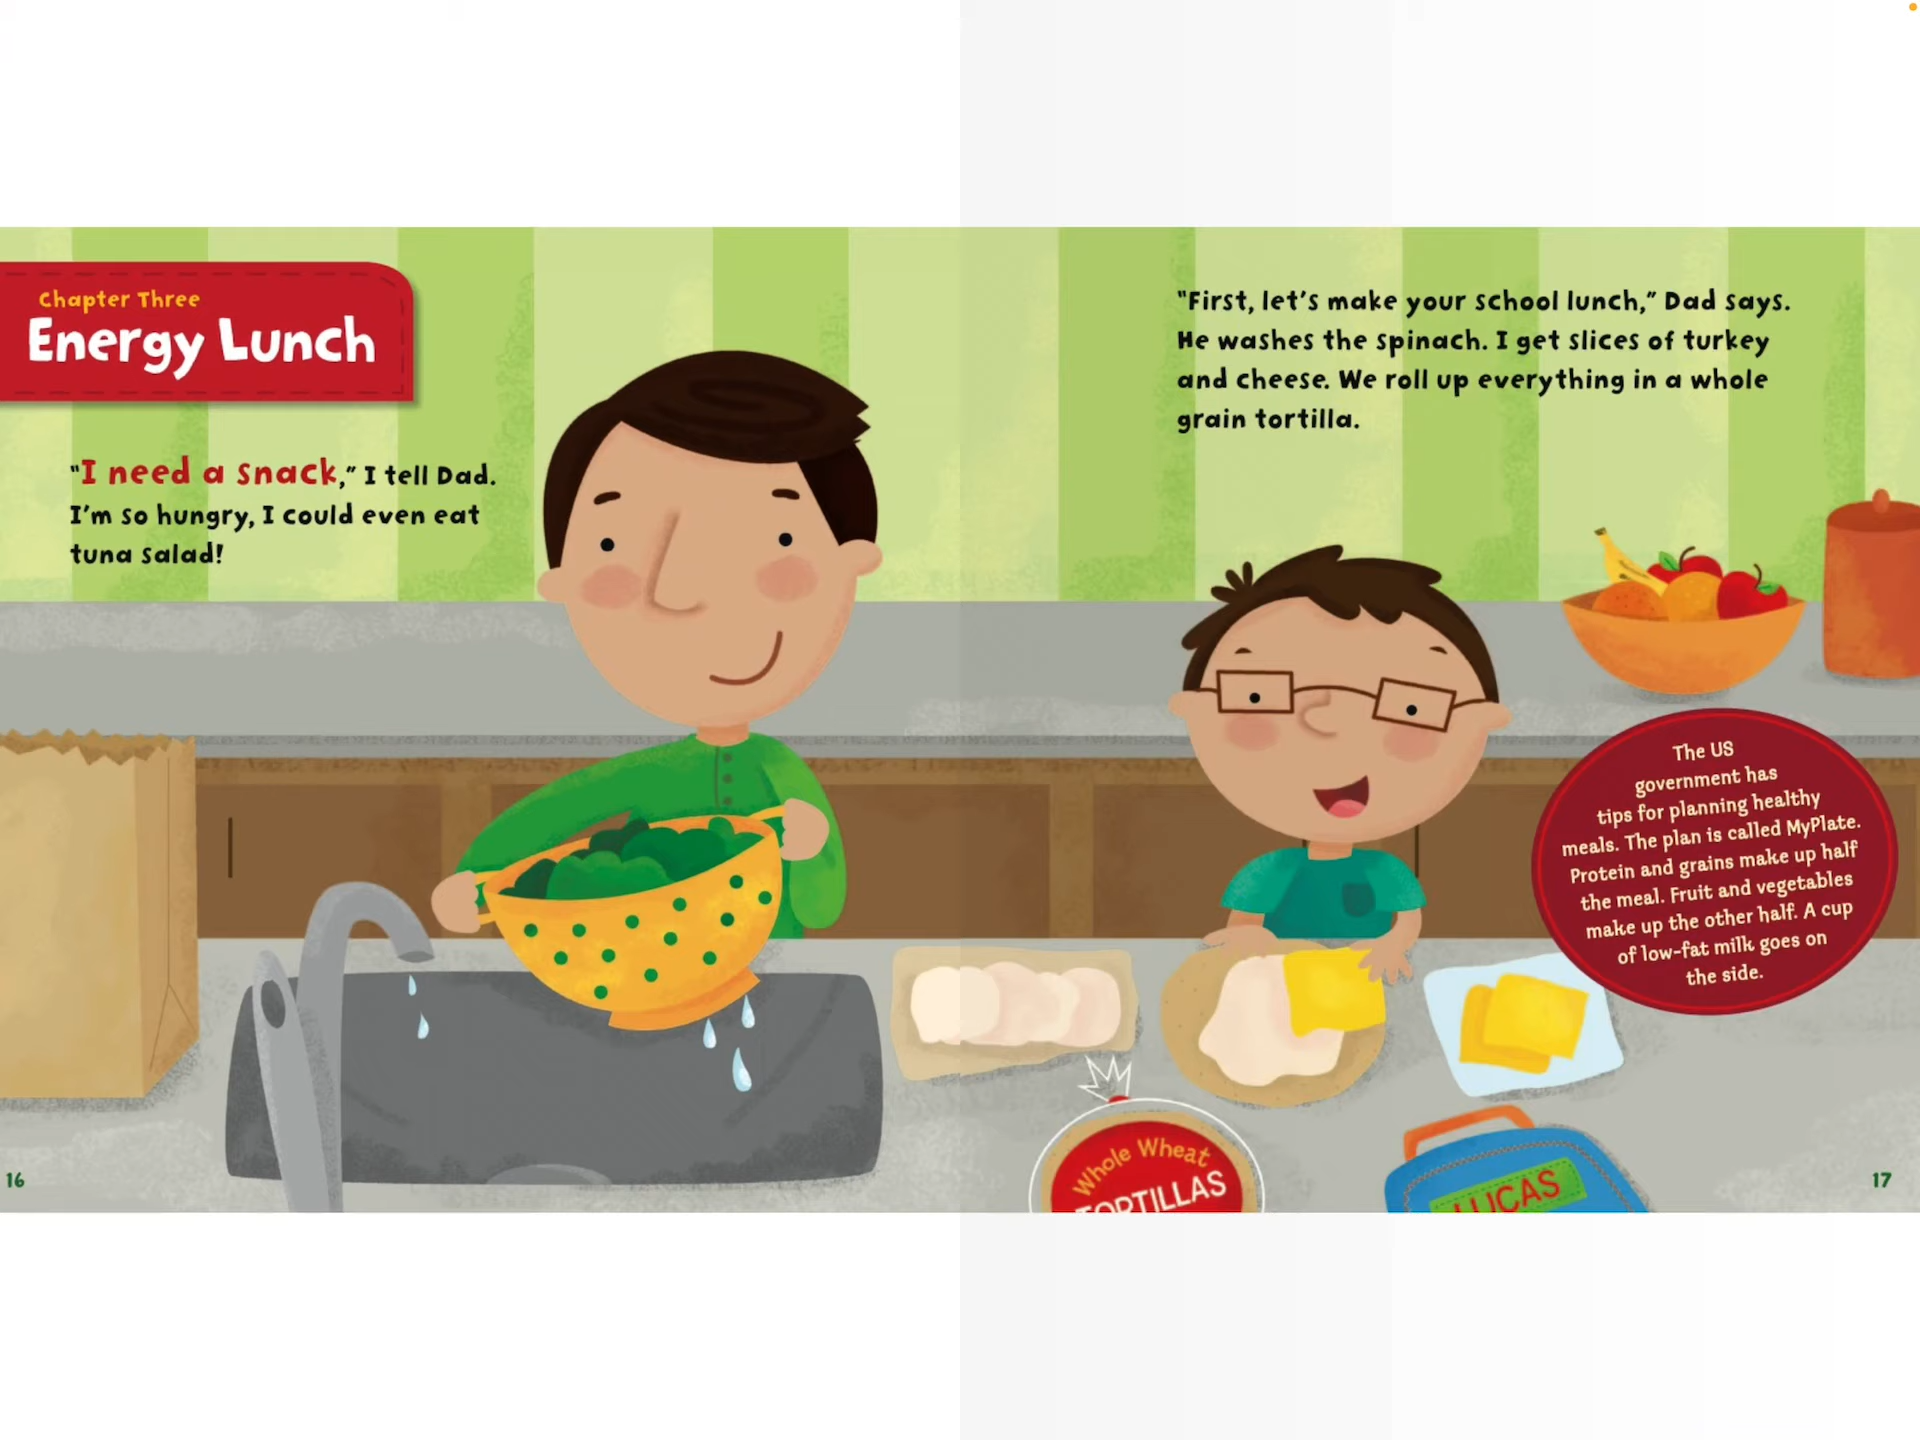 Chapter Three
Energy Lunch
"I need a snack," I tell Dad.
I'm so hungry, I could even eat
tuna salad!
16
"First, let's make your school lunch," Dad says.
He washes the spinach. I get slices of turkey
and cheese. We roll up everything in a whole
grain tortilla.
The US
government has
tips for planning healthy
meals. The plan is called MyPlate.
Protein and grains make up half
the meal. Fruit and vegetables
make up the other half. A cup
of low-fat milk goes on
the side.
Whole Wheat
TORTILLAS
LUCAS
17